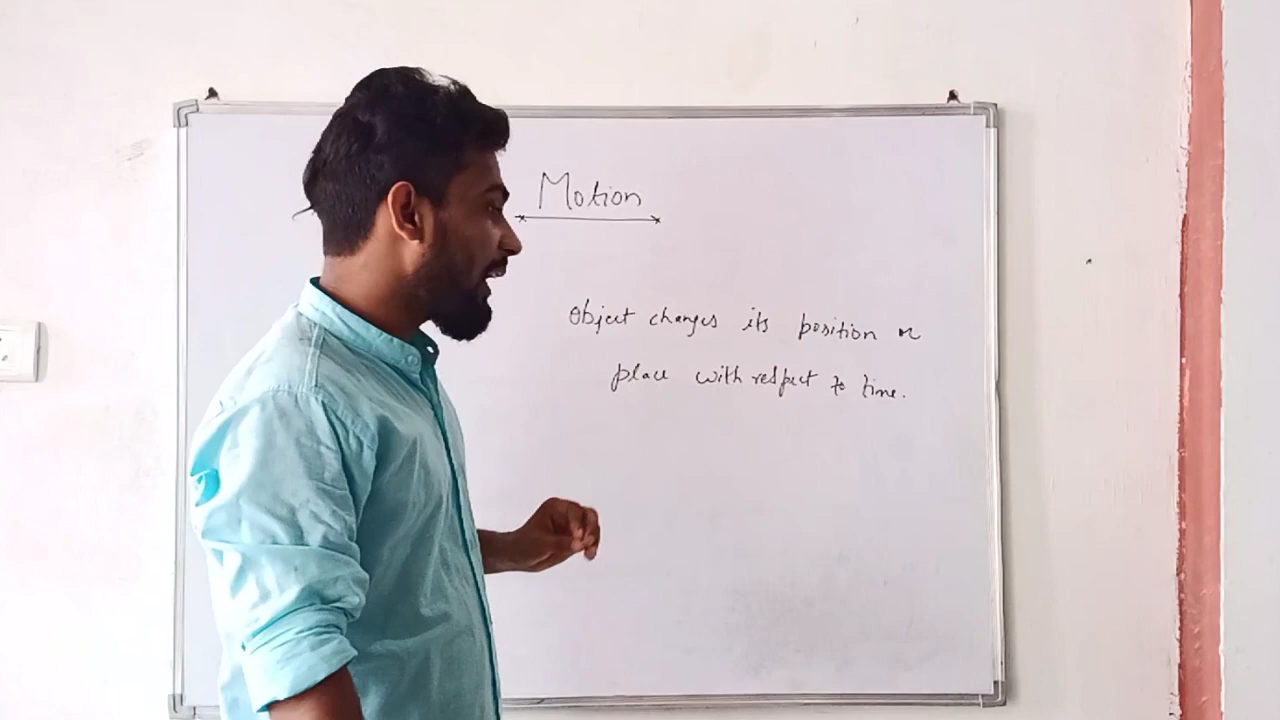 Motion
Object changes its position or
place with respect to time.